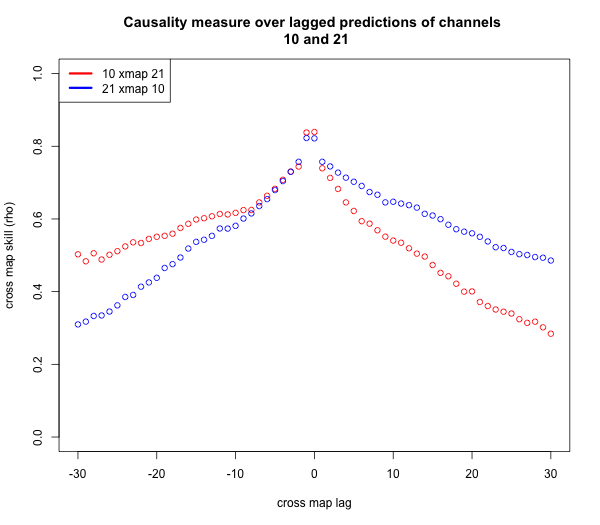 Causality measure over lagged predictions of channels
10 and 21
10 xmap 21
21 xmap 10
cross map skill (rho)
1.0
0.8
0.6
0.4
0.2
0.0
-30 -20 -10 0 10 20 30
cross map lag